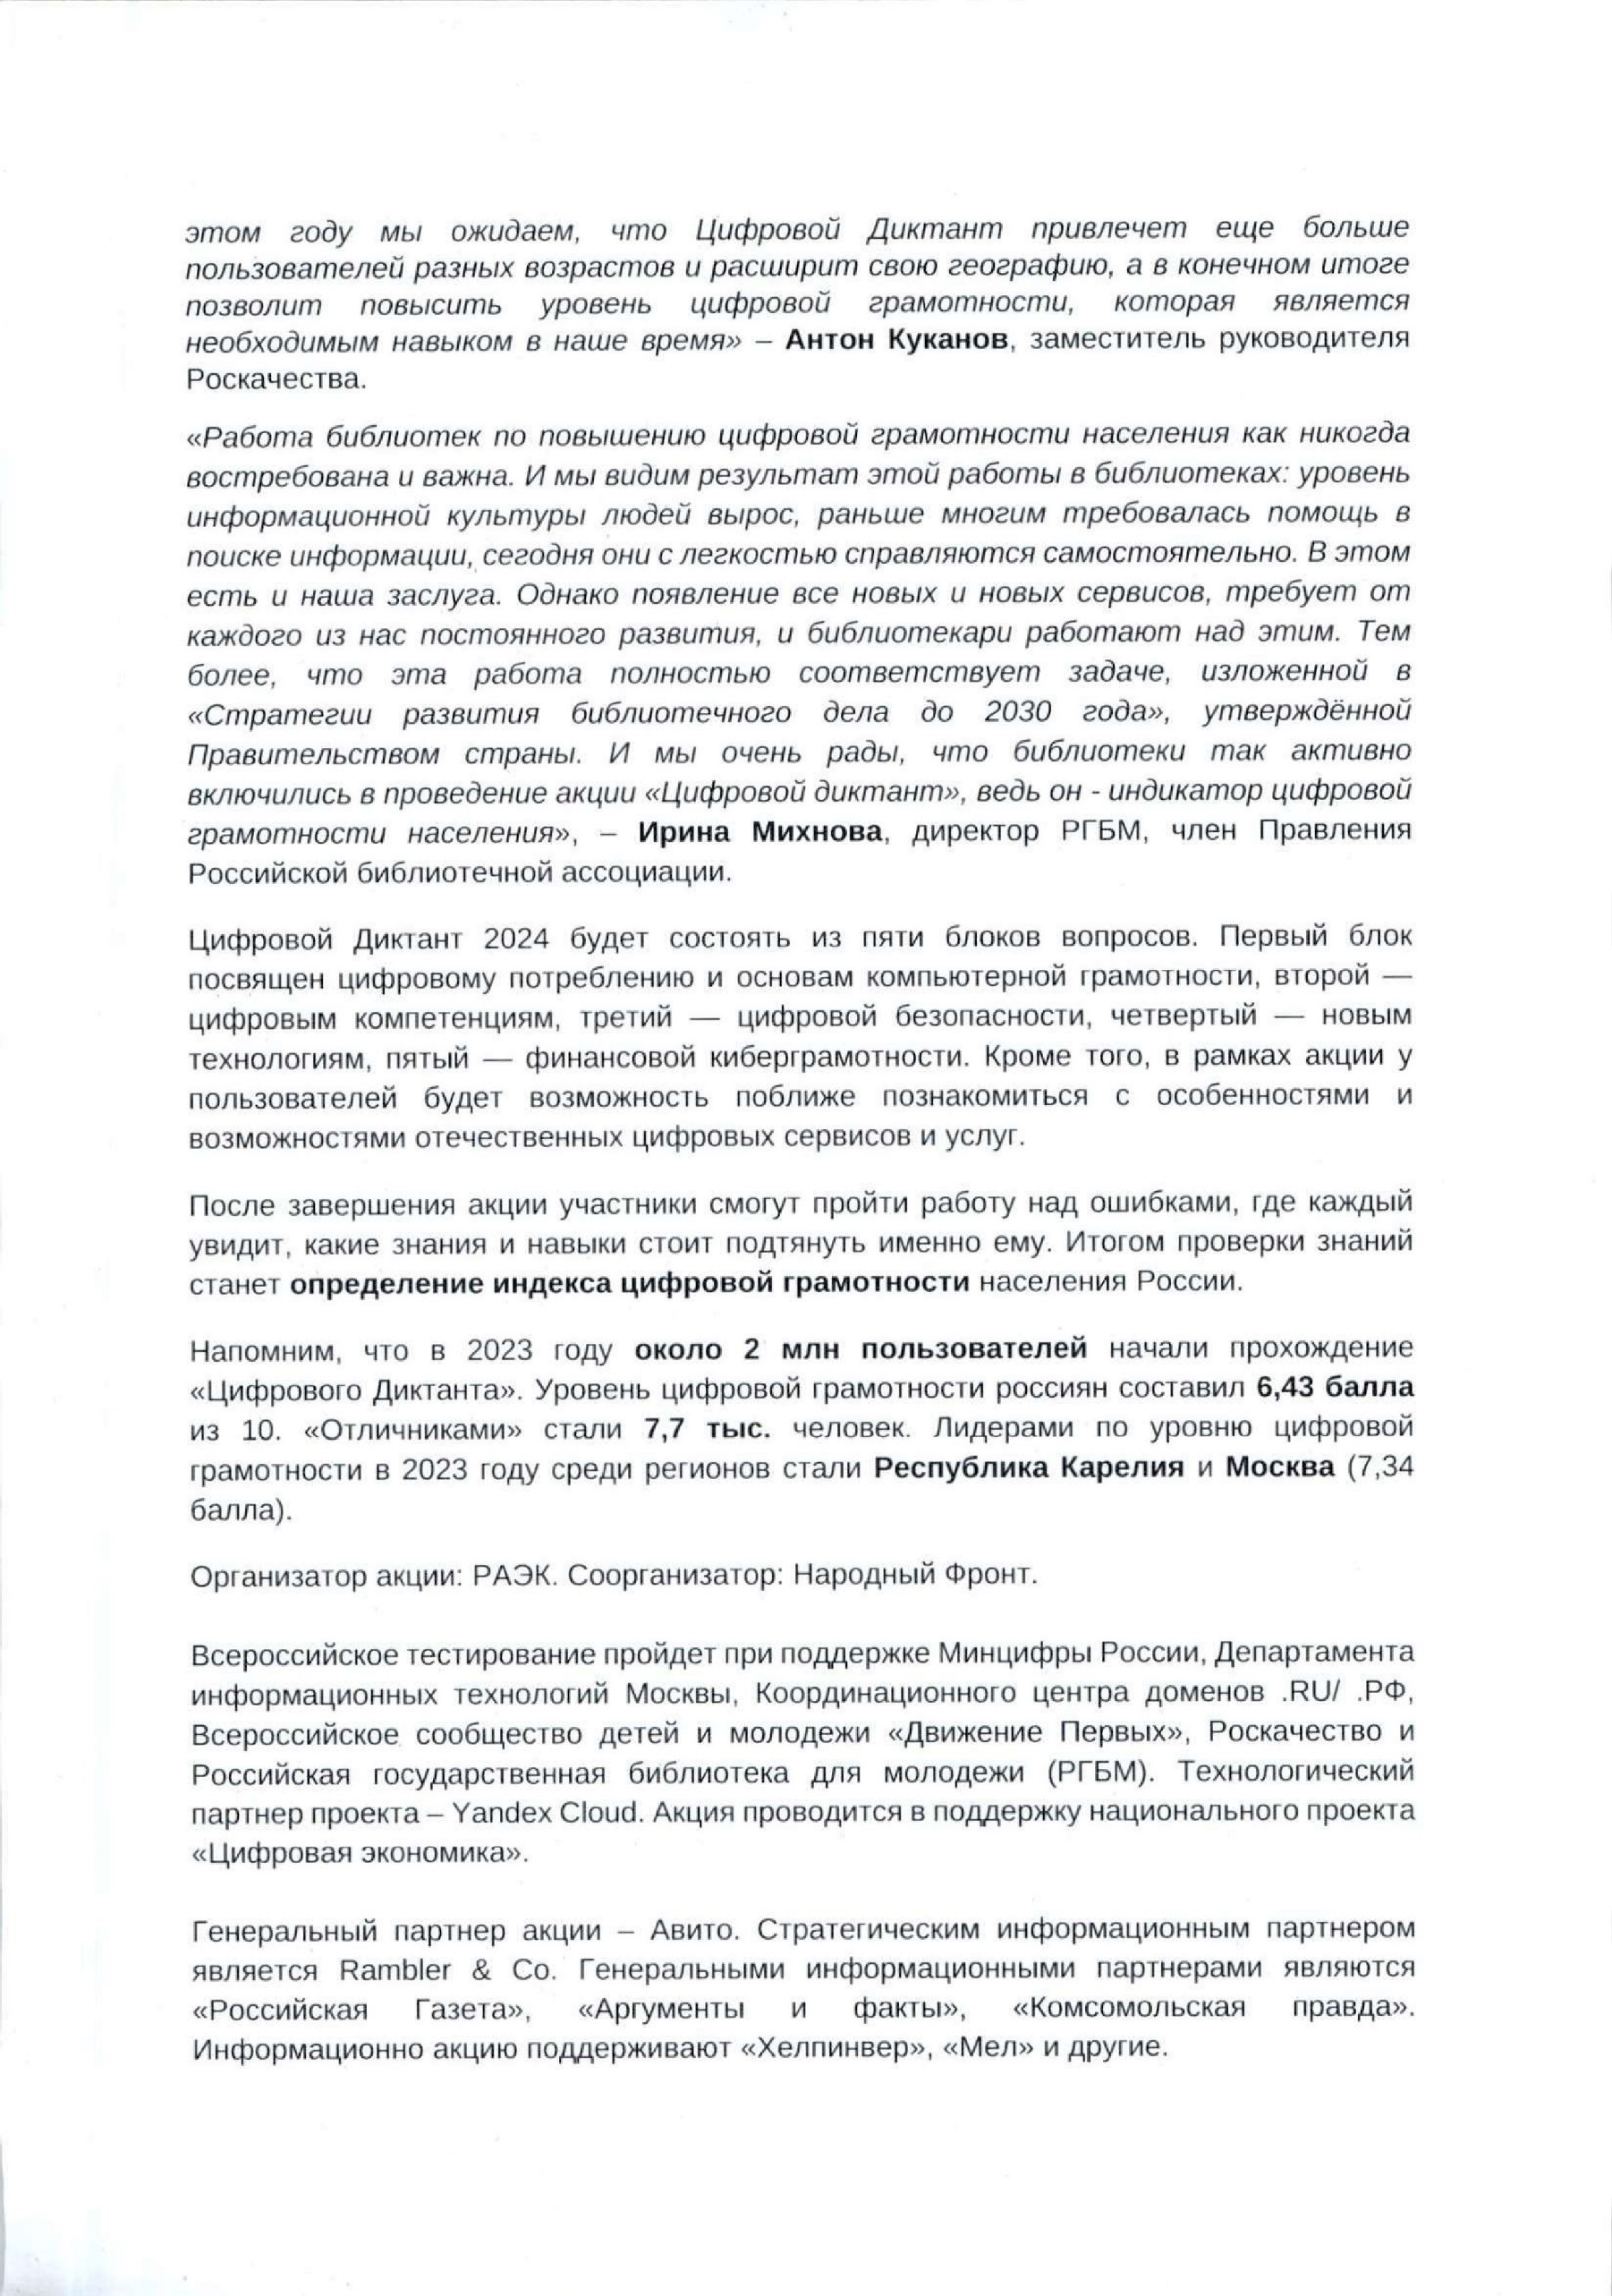 этом году мы ожидаем, что Цифровой Диктант привлечет еще больше
пользователей разных возрастов и расширит свою географию, а в конечном итоге
позволит повысить уровень цифровой грамотности, которая является
необходимым навыком в наше время» – Антон Куканов, заместитель руководителя
Роскачества.
«Работа библиотек по повышению цифровой грамотности населения как никогда
востребована и важна. И мы видим результат этой работы в библиотеках: уровень
информационной культуры людей вырос, раньше многим требовалась помощь в
поиске информации, сегодня они с легкостью справляются самостоятельно. В этом
есть и наша заслуга. Однако появление все новых и новых сервисов, требует от
каждого из нас постоянного развития, и библиотекари работают над этим. Тем
более, что эта работа полностью соответствует задаче, изложенной в
«Стратегии развития библиотечного дела до 2030 года», утверждённой
Правительством страны. И мы очень рады, что библиотеки так активно
включились в проведение акции «Цифровой диктант», ведь он - индикатор цифровой
грамотности населения», – Ирина Михнова, директор РГБМ, член Правления
Российской библиотечной ассоциации.
Цифровой Диктант 2024 будет состоять из пяти блоков вопросов. Первый блок
посвящен цифровому потреблению и основам компьютерной грамотности, второй —
цифровым компетенциям, третий — цифровой безопасности, четвертый — новым
технологиям, пятый — финансовой киберграмотности. Кроме того, в рамках акции у
пользователей будет возможность поближе познакомиться с особенностями и
возможностями отечественных цифровых сервисов и услуг.
После завершения акции участники смогут пройти работу над ошибками, где каждый
увидит, какие знания и навыки стоит подтянуть именно ему. Итогом проверки знаний
станет определение индекса цифровой грамотности населения России.
Напомним, что в 2023 году около 2 млн пользователей начали прохождение
«Цифрового Диктанта». Уровень цифровой грамотности россиян составил 6,43 балла
из 10. «Отличниками» стали 7,7 тыс. человек. Лидерами по уровню цифровой
грамотности в 2023 году среди регионов стали Республика Карелия и Москва (7,34
балла).
Организатор акции: РАЭК. Соорганизатор: Народный Фронт.
Всероссийское тестирование пройдет при поддержке Минцифры России, Департамента
информационных технологий Москвы, Координационного центра доменов .RU/ .РФ,
Всероссийское сообщество детей и молодежи «Движение Первых», Роскачество и
Российская государственная библиотека для молодежи (РГБМ). Технологический
партнер проекта – Yandex Cloud. Акция проводится в поддержку национального проекта
«Цифровая экономика».
Генеральный партнер акции – Авито. Стратегическим информационным партнером
является Rambler & Co. Генеральными информационными партнерами являются
«Российская Газета», «Аргументы и факты», «Комсомольская правда».
Информационно акцию поддерживают «Хелпинвер», «Мел» и другие.